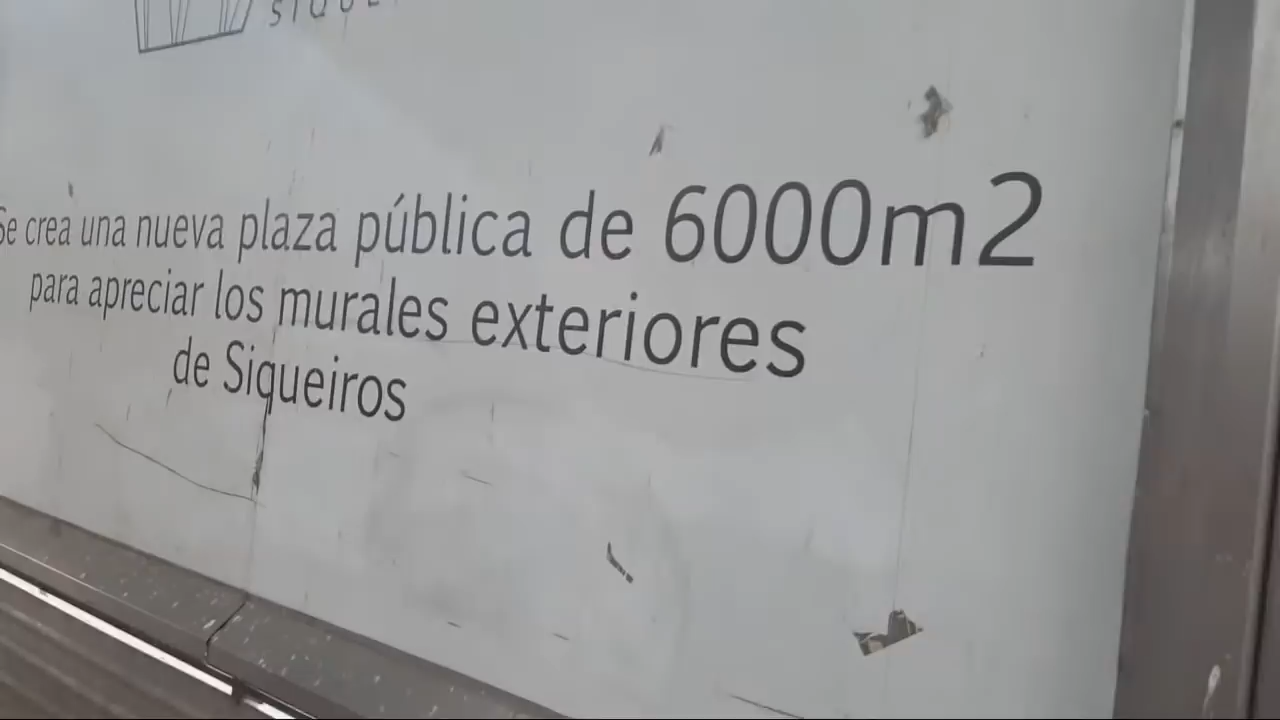 Se crea una nueva plaza pública de 6000m2
para apreciar los murales exteriores
de Siqueiros